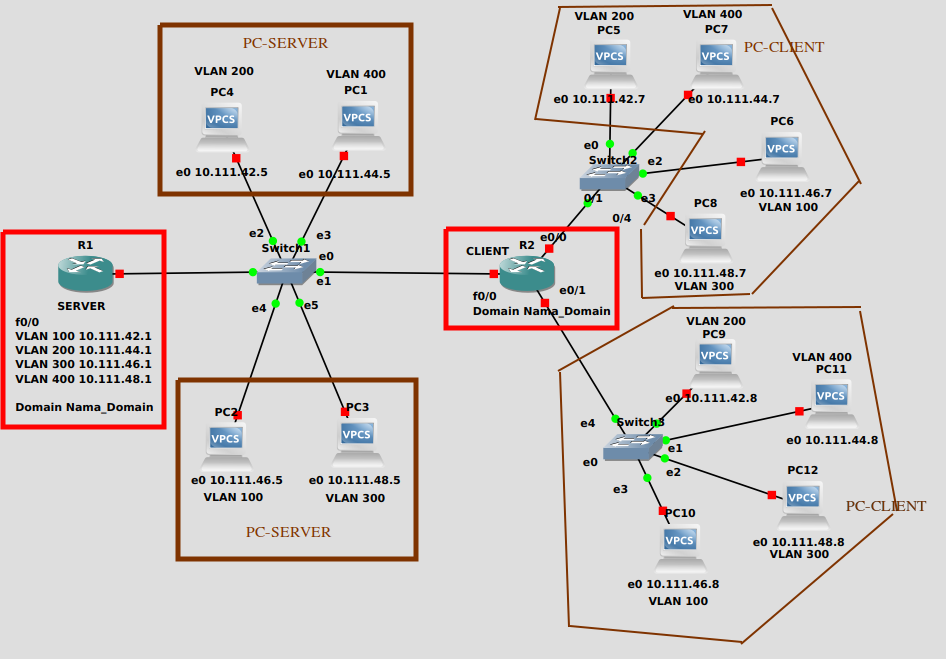 PC-SERVER
VLAN 200
VLAN 400
PC4
PC1
VPCS
VPCS
e0 10.111.42.5
e0 10.111.44.5
e2
e3
Switch1
e0
e1
e4
e5
R1
SERVER
f0/0
VLAN 100 10.111.42.1
VLAN 200 10.111.44.1
VLAN 300 10.111.46.1
VLAN 400 10.111.48.1
Domain Nama_Domain
PC2
PC3
VPCS
VPCS
e0 10.111.46.5
e0 10.111.48.5
VLAN 100
VLAN 300
PC-SERVER
CLIENT
R2
e0/0
f0/0
e0/1
Domain Nama_Domain
VLAN 200
VLAN 400
PC5
PC7
PC-CLIENT
VPCS
VPCS
e0 10.111.42.7
e0 10.111.44.7
PC6
VPCS
e0 10.111.46.7
VLAN 100
e0
Switch2
e2
0/1
e3
0/4
PC8
VPCS
e0 10.111.48.7
VLAN 300
VLAN 200
PC9
VPCS
e0 10.111.42.8
VLAN 400
PC11
VPCS
e0 10.111.44.8
e4
Switch3
e1
e0
e2
e3
PC12
VPCS
PC-CLIENT
e0 10.111.48.8
VLAN 300
PC10
VPCS
e0 10.111.46.8
VLAN 100